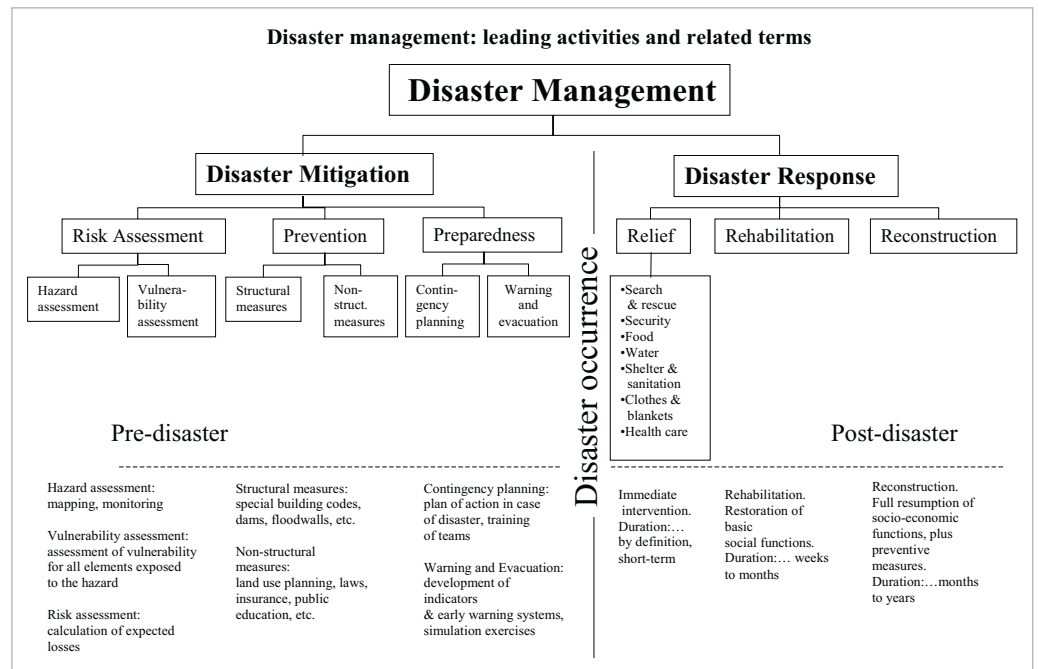 Disaster management: leading activities and related terms
Disaster Management
Disaster Mitigation
Disaster Response
Risk Assessment
Prevention
Preparedness
Relief
Rehabilitation
Reconstruction
Hazard
assessment
Vulnera-
bility
assessment
Structural
measures
Non-
struct.
measures
Contin-
gency
planning
Warning
and
evacuation
Disaster occurrence
•Search
& rescue
•Security
•Food
•Water
•Shelter &
sanitation
•Clothes &
blankets
•Health care
Pre-disaster
Post-disaster
Hazard assessment:
mapping, monitoring
Vulnerability assessment:
assessment of vulnerability
for all elements exposed
to the hazard
Risk assessment:
calculation of expected
losses
Structural measures:
special building codes,
dams, floodwalls, etc.
Non-structural
measures:
land use planning, laws,
insurance, public
education, etc.
Contingency planning:
plan of action in case
of disaster, training
of teams
Warning and Evacuation:
development of
indicators
& early warning systems,
simulation exercises
Immediate
intervention.
Duration:…
by definition,
short-term
Rehabilitation.
Restoration of
basic
social functions.
Duration:… weeks
to months
Reconstruction.
Full resumption of
socio-economic
functions, plus
preventive
measures.
Duration:…months
to years